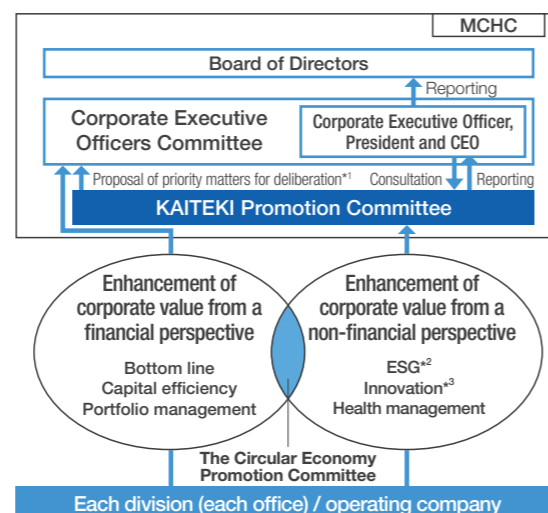 MCHC
Board of Directors
Reporting
Corporate Executive
Officers Committee
Corporate Executive Officer,
President and CEO
Proposal of priority matters for deliberation*1
Consultation
Reporting
KAITEKI Promotion Committee
Enhancement of
corporate value from a
financial perspective
Bottom line
Capital efficiency
Portfolio management
Enhancement of
corporate value from a
non-financial perspective
ESG*2
Innovation*3
Health management
The Circular Economy
Promotion Committee
Each division (each office) / operating company